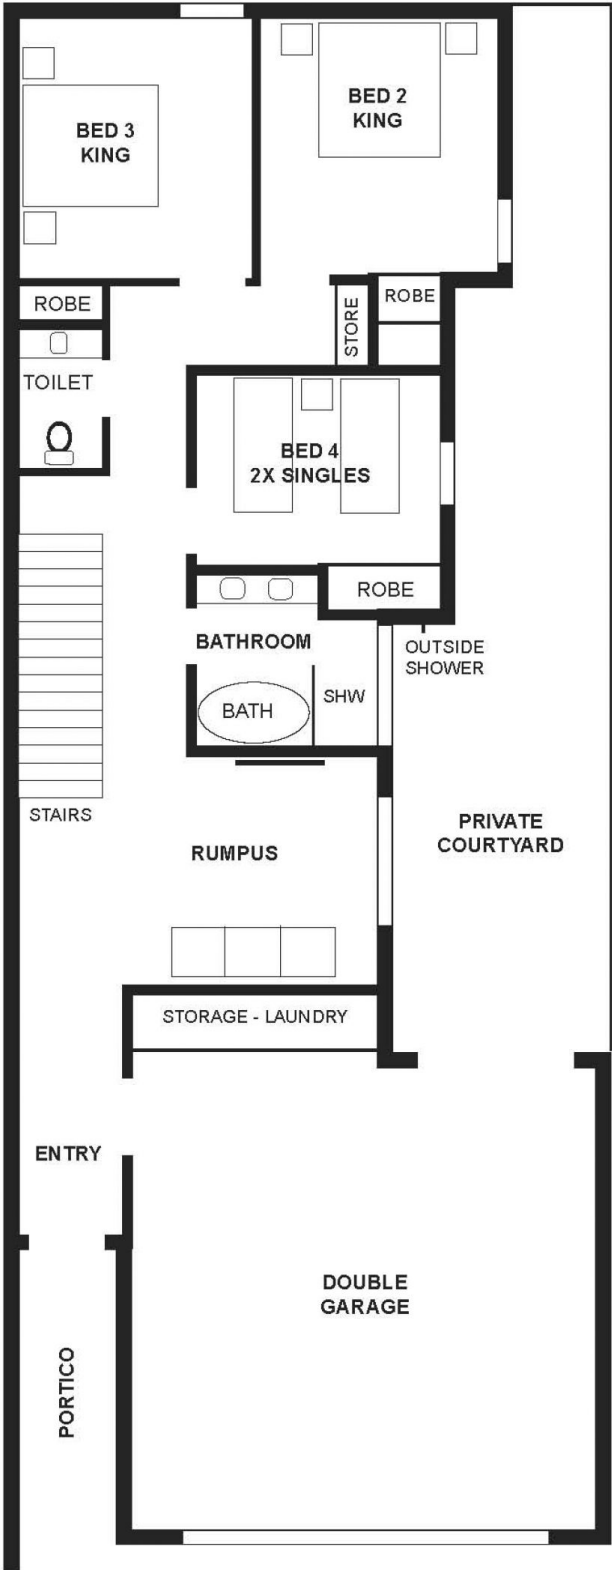 BED 3
KING
BED 2
KING
ROBE
STORE
ROBE
TOILET
BED 4
2X SINGLES
ROBE
BATHROOM
OUTSIDE
SHOWER
BATH
SHW
STAIRS
PRIVATE
COURTYARD
RUMPUS
STORAGE - LAUNDRY
ENTRY
DOUBLE
GARAGE
PORTICO